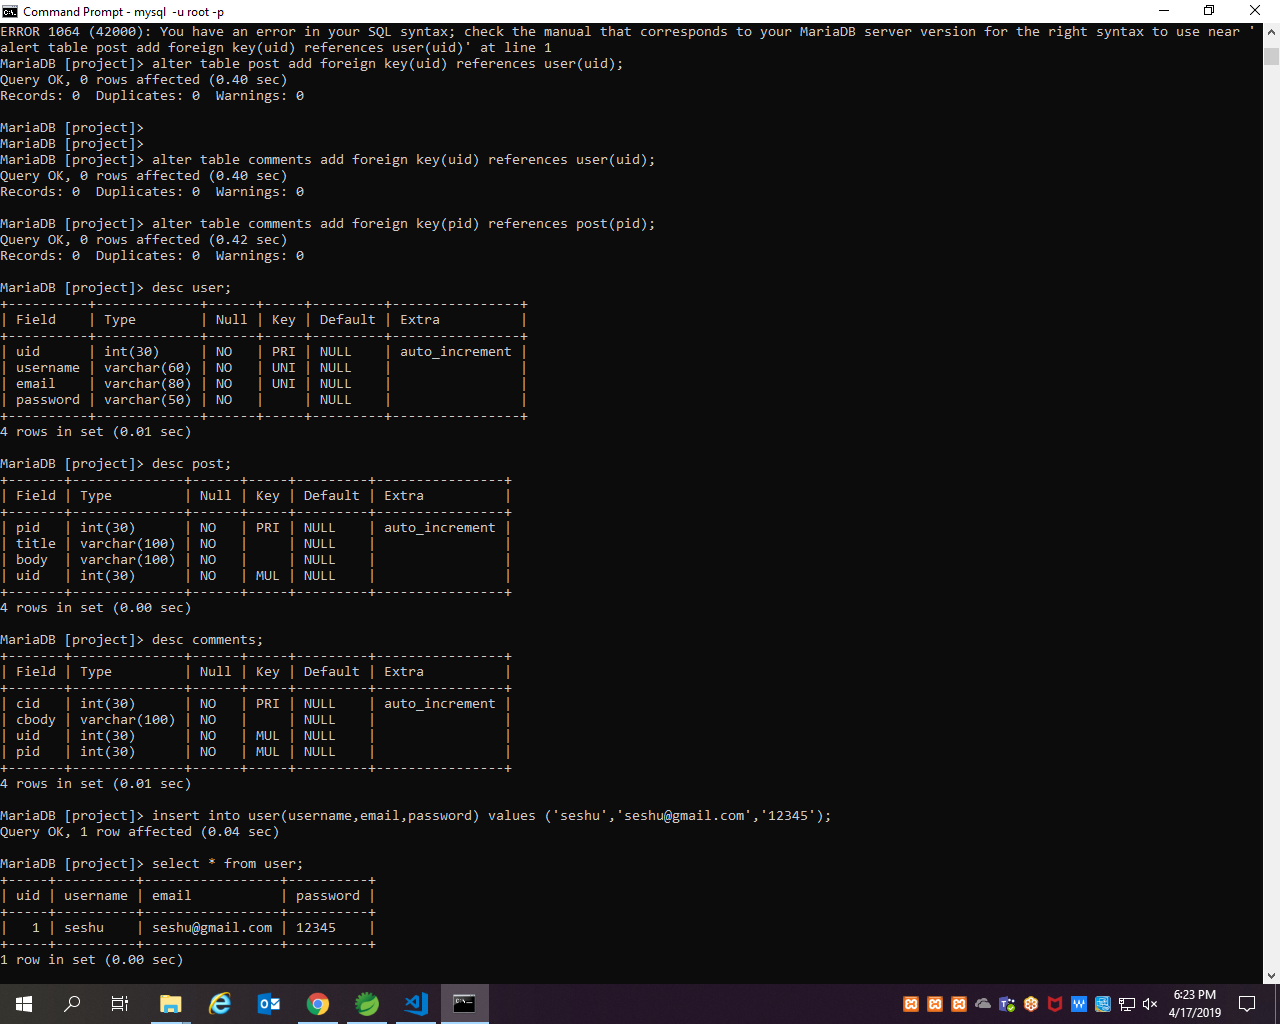 Command Prompt - mysql  -u root -p
ERROR 1064 (42000): You have an error in your SQL syntax; check the manual that corresponds to your MariaDB server version for the right syntax to use near '
alert table post add foreign key(uid) references user(uid)' at line 1
MariaDB [project]> alter table post add foreign key(uid) references user(uid);
Query OK, 0 rows affected (0.40 sec)
Records: 0  Duplicates: 0  Warnings: 0
MariaDB [project]>
MariaDB [project]>
MariaDB [project]> alter table comments add foreign key(uid) references user(uid);
Query OK, 0 rows affected (0.40 sec)
Records: 0  Duplicates: 0  Warnings: 0
MariaDB [project]> alter table comments add foreign key(pid) references post(pid);
Query OK, 0 rows affected (0.42 sec)
Records: 0  Duplicates: 0  Warnings: 0
MariaDB [project]> desc user;
+----------+-------------+------+-----+---------+----------------+
| Field    | Type        | Null | Key | Default | Extra          |
+----------+-------------+------+-----+---------+----------------+
| uid      | int(30)     | NO   | PRI | NULL    | auto_increment |
| username | varchar(60) | NO   | UNI | NULL    |                |
| email    | varchar(80) | NO   | UNI | NULL    |                |
| password | varchar(50) | NO   |     | NULL    |                |
+----------+-------------+------+-----+---------+----------------+
4 rows in set (0.01 sec)
MariaDB [project]> desc post;
+-------+--------------+------+-----+---------+----------------+
| Field | Type         | Null | Key | Default | Extra          |
+-------+--------------+------+-----+---------+----------------+
| pid   | int(30)      | NO   | PRI | NULL    | auto_increment |
| title | varchar(100) | NO   |     | NULL    |                |
| body  | varchar(100) | NO   |     | NULL    |                |
| uid   | int(30)      | NO   | MUL | NULL    |                |
+-------+--------------+------+-----+---------+----------------+
4 rows in set (0.00 sec)
MariaDB [project]> desc comments;
+-------+--------------+------+-----+---------+----------------+
| Field | Type         | Null | Key | Default | Extra          |
+-------+--------------+------+-----+---------+----------------+
| cid   | int(30)      | NO   | PRI | NULL    | auto_increment |
| cbody | varchar(100) | NO   |     | NULL    |                |
| uid   | int(30)      | NO   | MUL | NULL    |                |
| pid   | int(30)      | NO   | MUL | NULL    |                |
+-------+--------------+------+-----+---------+----------------+
4 rows in set (0.01 sec)
MariaDB [project]> insert into user(username,email,password) values ('seshu','seshu@gmail.com','12345');
Query OK, 1 row affected (0.04 sec)
MariaDB [project]> select * from user;
+-----+----------+-----------------+----------+
| uid | username | email           | password |
+-----+----------+-----------------+----------+
|   1 | seshu    | seshu@gmail.com | 12345    |
+-----+----------+-----------------+----------+
1 row in set (0.00 sec)
6:23 PM
4/17/2019